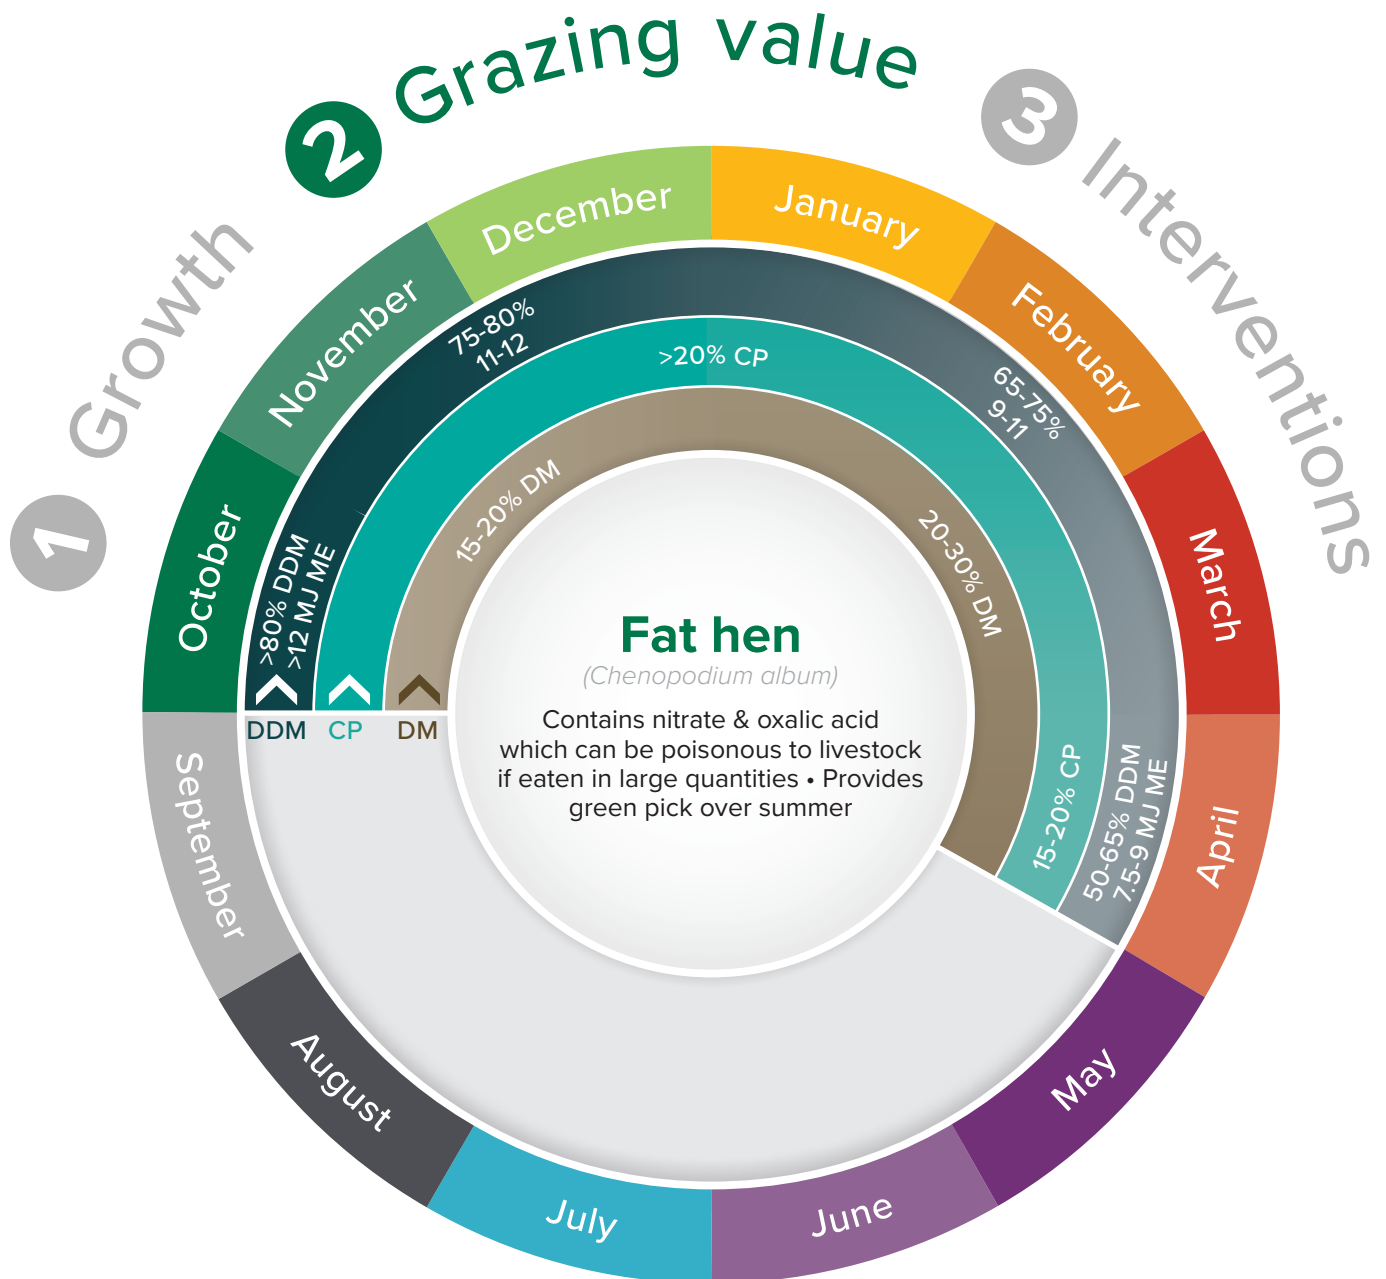 1 Growth
2 Grazing value
3 Interventions
October
November
December
January
February
March
April
May
June
July
August
September
>80% DDM
>12 MJ ME
75-80%
11-12
65-75%
9-11
50-65% DDM
7.5-9 MJ ME
>20% CP
15-20% CP
15-20% DM
20-30% DM
DDM
CP
DM
Fat hen
(Chenopodium album)
Contains nitrate & oxalic acid
which can be poisonous to livestock
if eaten in large quantities • Provides
green pick over summer